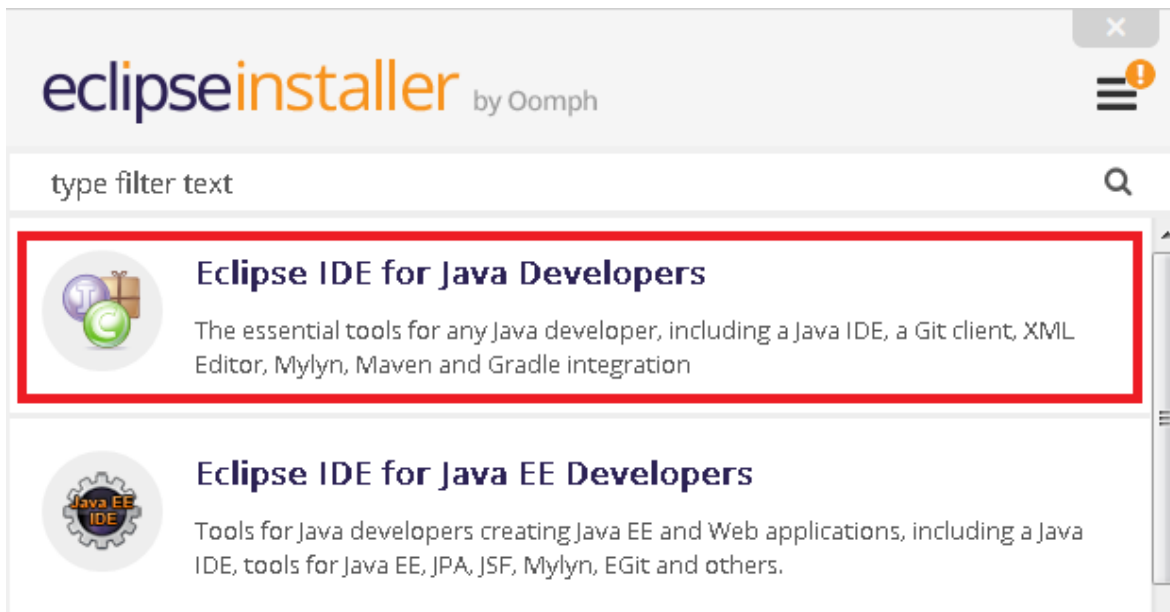 eclipseinstaller by Oomph
type filter text
Eclipse IDE for Java Developers
The essential tools for any Java developer, including a Java IDE, a Git client, XML
Editor, Mylyn, Maven and Gradle integration
Java EE
IDE
Eclipse IDE for Java EE Developers
Tools for Java developers creating Java EE and Web applications, including a Java
IDE, tools for Java EE, JPA, JSF, Mylyn, EGit and others.